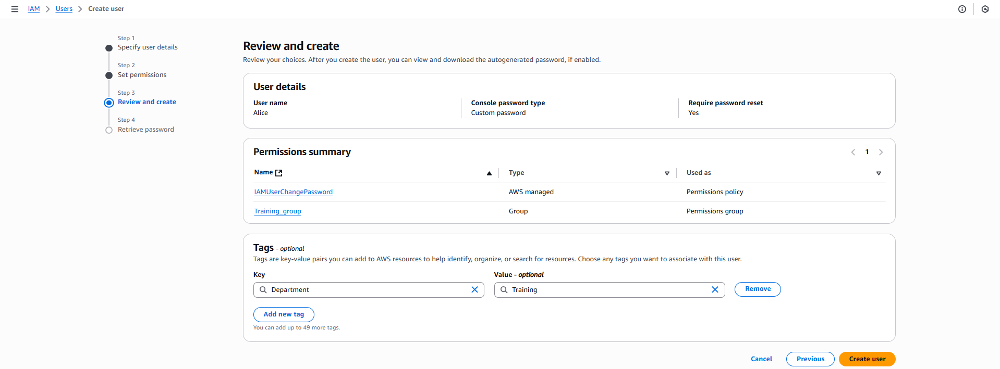 IAM > Users > Create user
Step 1
Specify user details
Step 2
Set permissions
Step 3
Review and create
Step 4
Retrieve password
Review and create
Review your choices. After you create the user, you can view and download the autogenerated password, if enabled.
User details
User name Console password type Require password reset
Alice Custom password Yes
Permissions summary 1
Name Type Used as
IAMUserChangePassword AWS managed Permissions policy
Training_group Group Permissions group
Tags - optional
Tags are key-value pairs you can add to AWS resources to help identify, organize, or search for resources. Choose any tags you want to associate with this user.
Key Value - optional
Department Training Remove
Add new tag
You can add up to 49 more tags.
Cancel Previous Create user